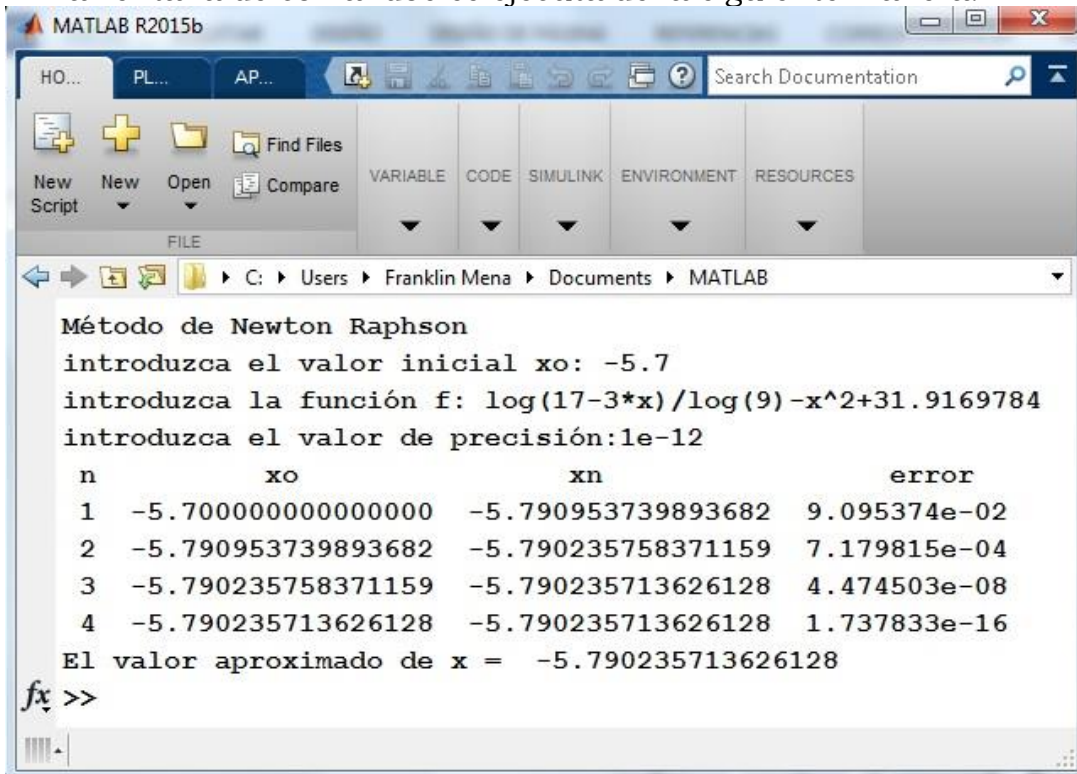 MATLAB R2015b
HO... PL... AP... Search Documentation
New Script New Open Find Files Compare
VARIABLE CODE SIMULINK ENVIRONMENT RESOURCES
FILE
C: Users Franklin Mena Documents MATLAB
Método de Newton Raphson
introduzca el valor inicial xo: -5.7
introduzca la función f: log(17-3*x)/log(9)-x^2+31.9169784
introduzca el valor de precisión:1e-12
n xo xn error
1 -5.700000000000000 -5.790953739893682 9.095374e-02
2 -5.790953739893682 -5.790235758371159 7.179815e-04
3 -5.790235758371159 -5.790235713626128 4.474503e-08
4 -5.790235713626128 -5.790235713626128 1.737833e-16
El valor aproximado de x = -5.790235713626128
fx >>